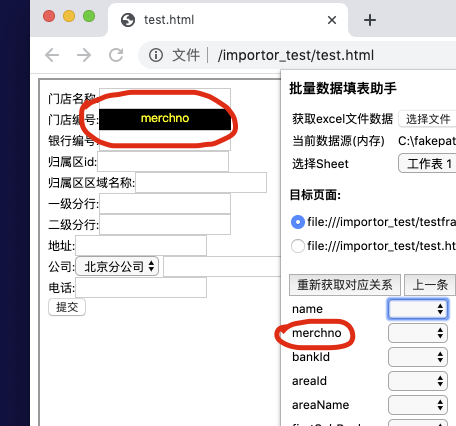 test.html
文件
/importor_test/test.html
门店名称:
门店编号:
merchno
银行编号:
归属区id:
归属区区域名称:
一级分行:
二级分行:
地址:
公司:
北京分公司
电话:
提交
批量数据填表助手
获取excel文件数据
选择文件
当前数据源(内存)
C:\fakepat
选择Sheet
工作表 1
目标页面:
file:///importor_test/testfra
file:///importor_test/test.ht
重新获取对应关系
上一条
name
merchno
bankId
areaId
areaName